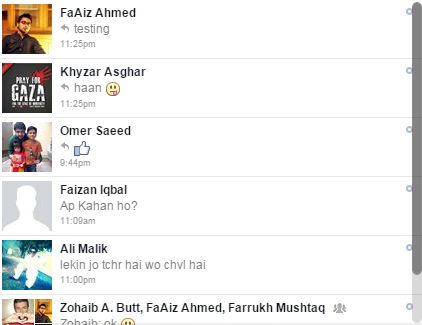 FaAiz Ahmed
testing
11:25pm
PRAY FOR
GAZA
Khyzar Asghar
haan
11:25pm
Omer Saeed
9:44pm
Faizan Iqbal
Ap Kahan ho?
11:09am
Ali Malik
lekin jo tchr hai wo chvl hai
11:00pm
Zohaib A. Butt, FaAiz Ahmed, Farrukh Mushtaq
Zohaib: ok